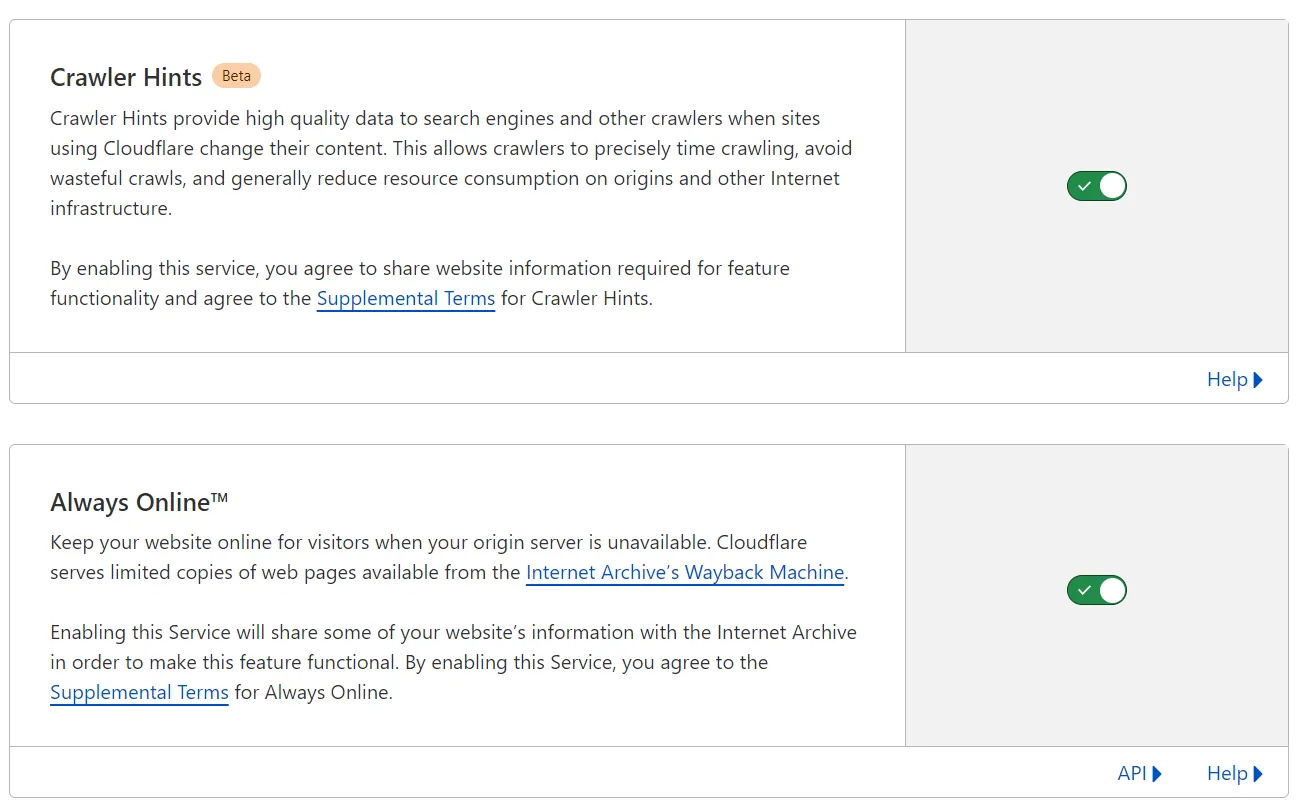 Crawler Hints Beta
Crawler Hints provide high quality data to search engines and other crawlers when sites
using Cloudflare change their content. This allows crawlers to precisely time crawling, avoid
wasteful crawls, and generally reduce resource consumption on origins and other Internet
infrastructure.
By enabling this service, you agree to share website information required for feature
functionality and agree to the Supplemental Terms for Crawler Hints.
Help
Always Online™
Keep your website online for visitors when your origin server is unavailable. Cloudflare
serves limited copies of web pages available from the Internet Archive’s Wayback Machine.
Enabling this Service will share some of your website’s information with the Internet Archive
in order to make this feature functional. By enabling this Service, you agree to the
Supplemental Terms for Always Online.
API Help